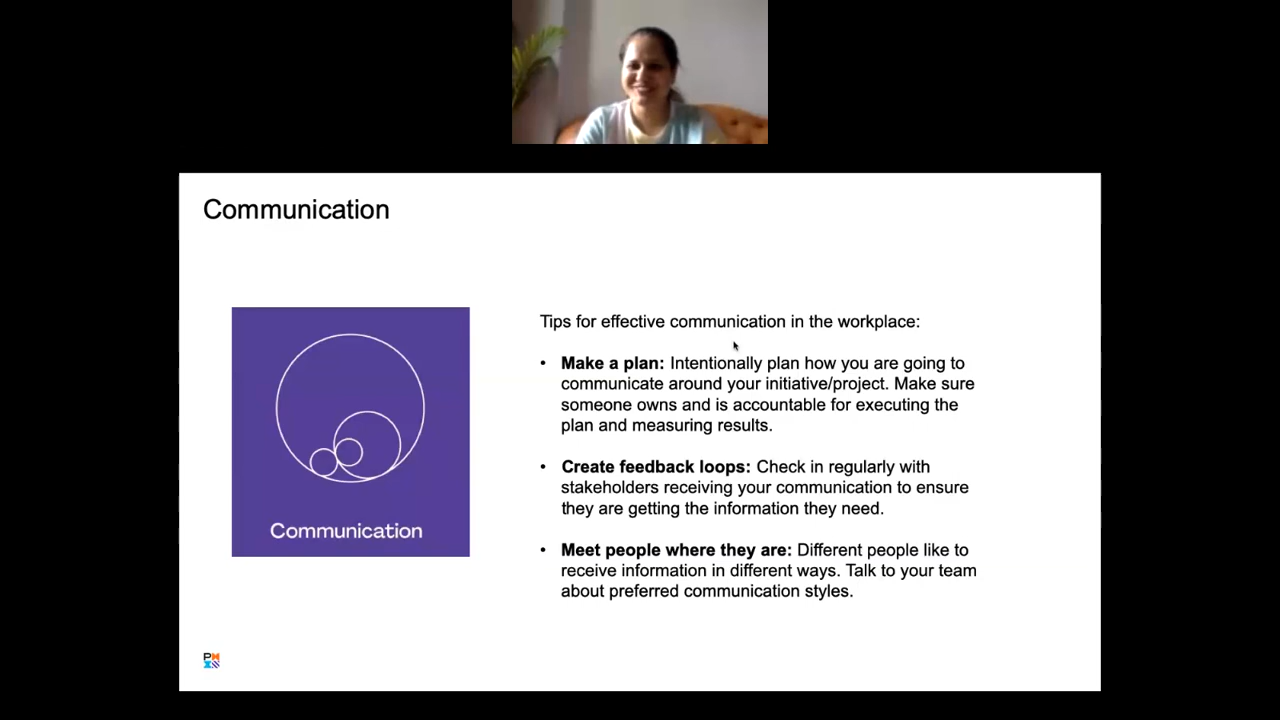 Communication
Communication
Tips for effective communication in the workplace:
• Make a plan: Intentionally plan how you are going to
communicate around your initiative/project. Make sure
someone owns and is accountable for executing the
plan and measuring results.
• Create feedback loops: Check in regularly with
stakeholders receiving your communication to ensure
they are getting the information they need.
• Meet people where they are: Different people like to
receive information in different ways. Talk to your team
about preferred communication styles.